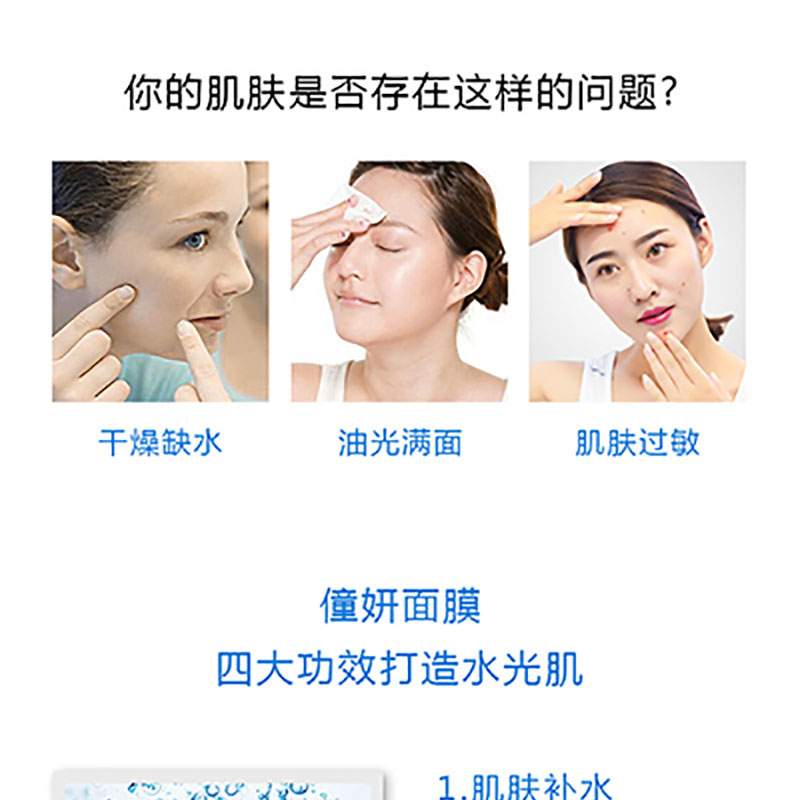 你的肌肤是否存在这样的问题?
干燥缺水
油光满面
肌肤过敏
僮妍面膜
四大功效打造水光肌
1.肌肤补水